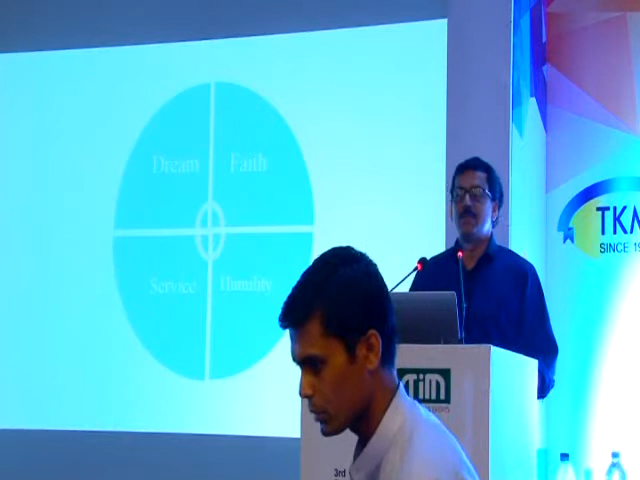 Dream Faith
Service Humility
TKM
SINCE 19
TiM
3rd